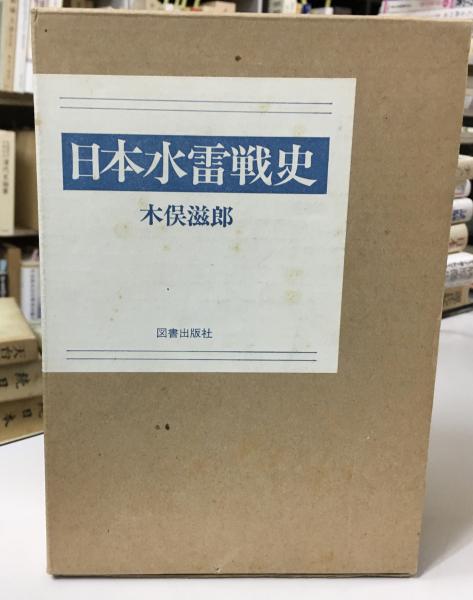 日本水雷戦史
木俣滋郎
図書出版社